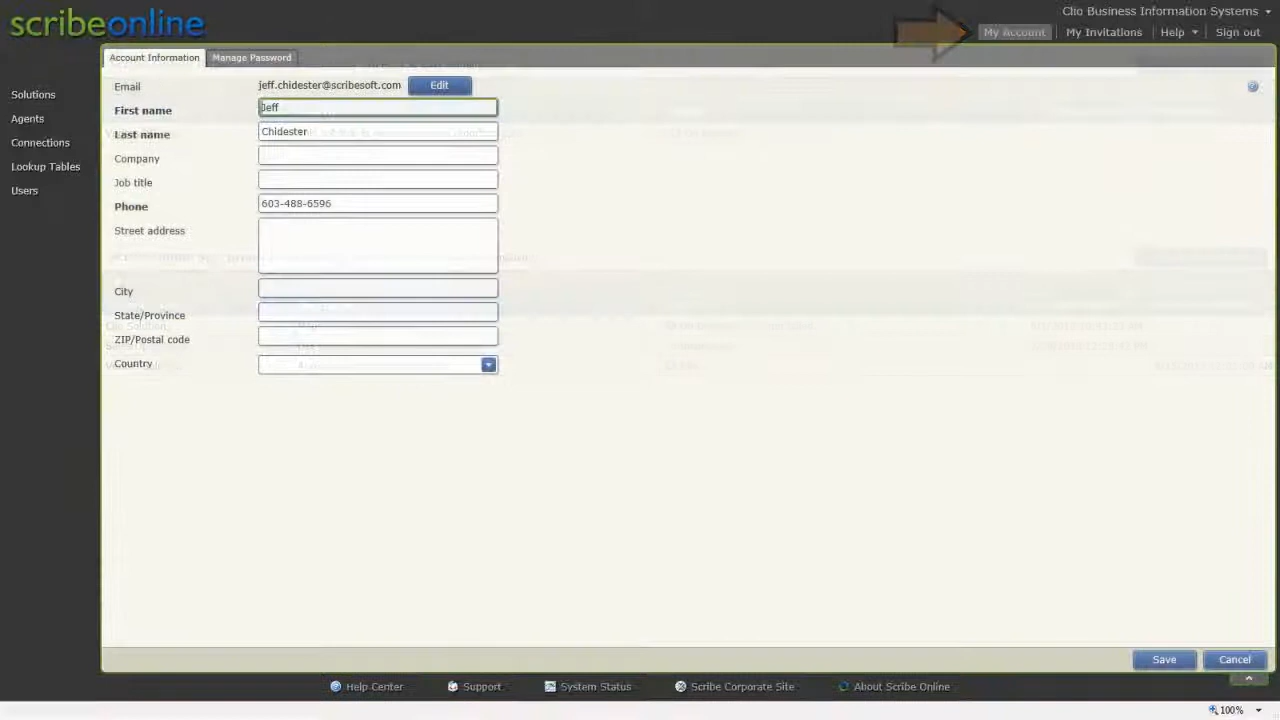 scribeonline
Clio Business Information Systems
My Account
My Invitations
Help
Sign out
Account Information
Manage Password
Solutions
Agents
Connections
Lookup Tables
Users
Email
jeff.chidester@scribesoft.com
Edit
First name
Jeff
Last name
Chidester
Company
Job title
Phone
603-488-6596
Street address
City
State/Province
ZIP/Postal code
Country
Save
Cancel
Help Center
Support
System Status
Scribe Corporate Site
About Scribe Online
100%